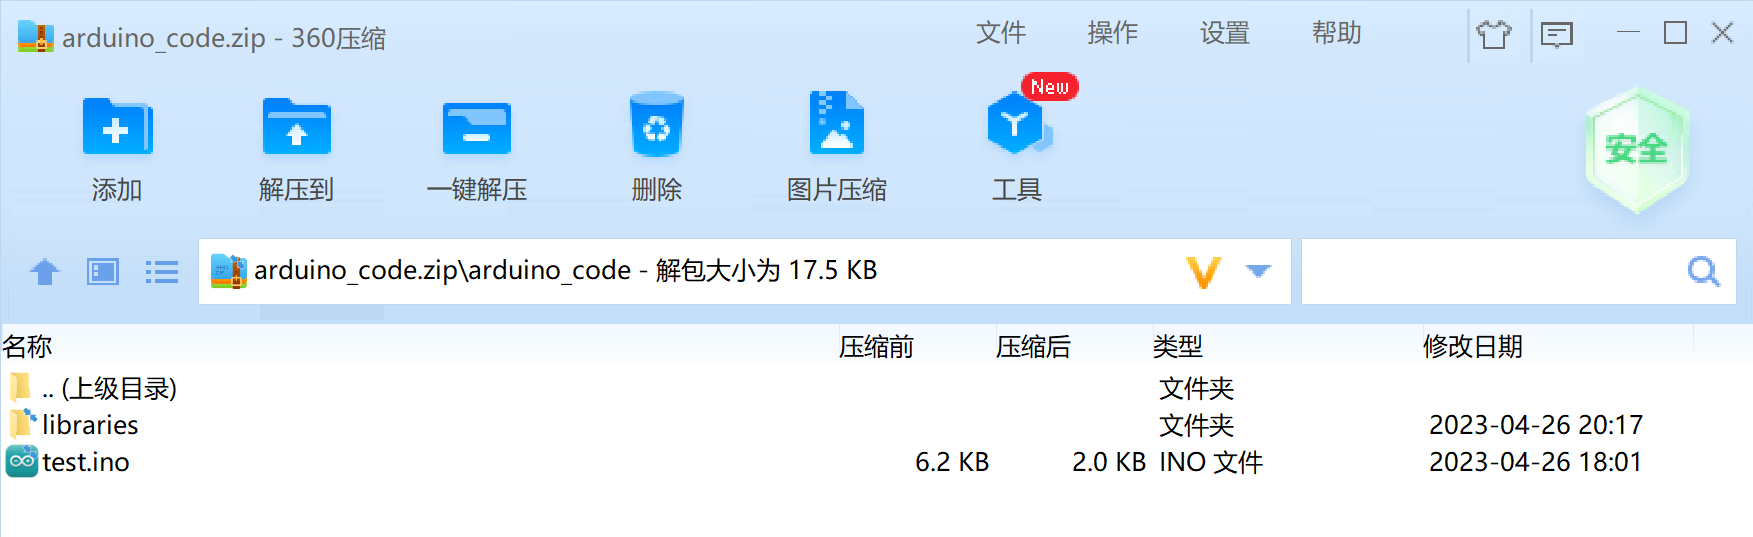 arduino_code.zip - 360压缩
文件 操作 设置 帮助
New
添加 解压到 一键解压 删除 图片压缩 工具
安全
arduino_code.zip\arduino_code - 解包大小为 17.5 KB
名称 压缩前 压缩后 类型 修改日期
.. (上级目录) 文件夹
libraries 文件夹 2023-04-26 20:17
test.ino 6.2 KB 2.0 KB INO 文件 2023-04-26 18:01